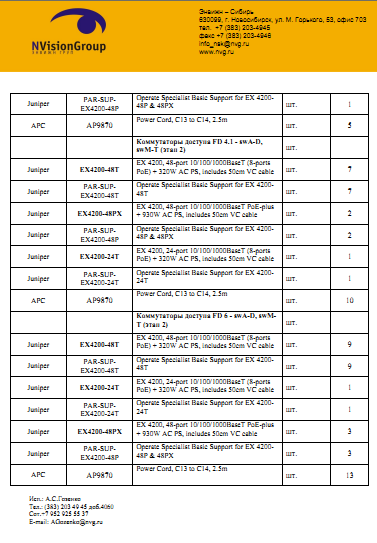 NVisionGroup
ЭНВИЖН ГРУП
Энвижн – Сибирь
630099, г. Новосибирск, ул. М. Горького, 53, офис 703
тел. +7 (383) 203-4945
факс +7 (383) 203-4946
info_nsk@nvg.ru
www.nvg.ru
Juniper PAR-SUP-EX4200-48P Operate Specialist Basic Support for EX 4200-48P & 48PX шт. 1
APC AP9870 Power Cord, C13 to C14, 2.5m шт. 5
Коммутаторы доступа FD 4.1 - swA-D, swM-T (этап 2) шт.
Juniper EX4200-48T EX 4200, 48-port 10/100/1000BaseT (8-ports PoE) + 320W AC PS, includes 50cm VC cable шт. 7
Juniper PAR-SUP-EX4200-48T Operate Specialist Basic Support for EX 4200-48T шт. 7
Juniper EX4200-48PX EX 4200, 48-port 10/100/1000BaseT PoE-plus + 930W AC PS, includes 50cm VC cable шт. 2
Juniper PAR-SUP-EX4200-48P Operate Specialist Basic Support for EX 4200-48P & 48PX шт. 2
Juniper EX4200-24T EX 4200, 24-port 10/100/1000BaseT (8-ports PoE) + 320W AC PS, includes 50cm VC cable шт. 1
Juniper PAR-SUP-EX4200-24T Operate Specialist Basic Support for EX 4200-24T шт. 1
APC AP9870 Power Cord, C13 to C14, 2.5m шт. 10
Коммутаторы доступа FD 6 - swA-D, swM-T (этап 2) шт.
Juniper EX4200-48T EX 4200, 48-port 10/100/1000BaseT (8-ports PoE) + 320W AC PS, includes 50cm VC cable шт. 9
Juniper PAR-SUP-EX4200-48T Operate Specialist Basic Support for EX 4200-48T шт. 9
Juniper EX4200-24T EX 4200, 24-port 10/100/1000BaseT (8-ports PoE) + 320W AC PS, includes 50cm VC cable шт. 1
Juniper PAR-SUP-EX4200-24T Operate Specialist Basic Support for EX 4200-24T шт. 1
Juniper EX4200-48PX EX 4200, 48-port 10/100/1000BaseT PoE-plus + 930W AC PS, includes 50cm VC cable шт. 3
Juniper PAR-SUP-EX4200-48P Operate Specialist Basic Support for EX 4200-48P & 48PX шт. 3
APC AP9870 Power Cord, C13 to C14, 2.5m шт. 13
Исп.: А.С.
Тел.: (383) 203 49 45 доб.4060
Сот.+7 952 925 55 37
E-mail: